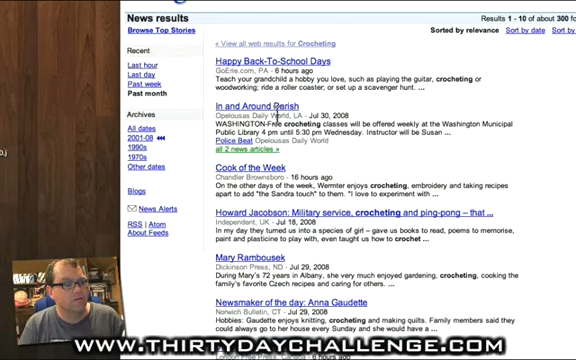 News results
Results 1 - 10 of about 300 fo
Browse Top Stories
Sorted by relevance Sort by date Sort by
Recent
Last hour
Last day
Past week
Past month
Archives
All dates
2001-08
1990s
1970s
Other dates
Blogs
News Alerts
RSS | Atom
About Feeds
« View all web results for Crocheting
Happy Back-To-School Days
GoErie.com, PA - 6 hours ago
Teach your grandchild a hobby you love, such as playing the guitar, crocheting or
woodworking; ride a roller coaster; or set up a scavenger hunt. ...
In and Around Parish
Opelousas Daily World, LA - Jul 30, 2008
WASHINGTON-Free crocheting classes will be offered weekly at the Washington Municipal
Public Library 4 pm until 5:30 pm Wednesday. Instructor will be Susan ...
Police Beat Opelousas Daily World
all 2 news articles »
Cook of the Week
Chandler Brownsboro - 16 hours ago
On the other days of the week, Wermter enjoys crocheting, embroidery and taking recipes
apart to add "the Sandra touch" to them. "I love to experiment with ...
Howard Jacobson: Military service, crocheting and ping-pong – that ...
Independent, UK - Jul 18, 2008
In my day they turned us into a species of girl – gave us books to read, poems to memorise,
paint and plasticine to play with, even taught us how to crochet ...
Mary Rambousek
Dickinson Press, ND - Jul 29, 2008
During Mary's 72 years in Albany, she very much enjoyed gardening, crocheting, cooking the
family's favorite Czech recipes and caring for others. ...
Newsmaker of the day: Anna Gaudette
Norwich Bulletin, CT - Jul 29, 2008
Hobbies: Gaudette enjoys knitting, crocheting and making quilts. Family members said they
could always go to her house every Sunday and she would have a ...
WWW.THIRTYDAYCHALLENGE.COM